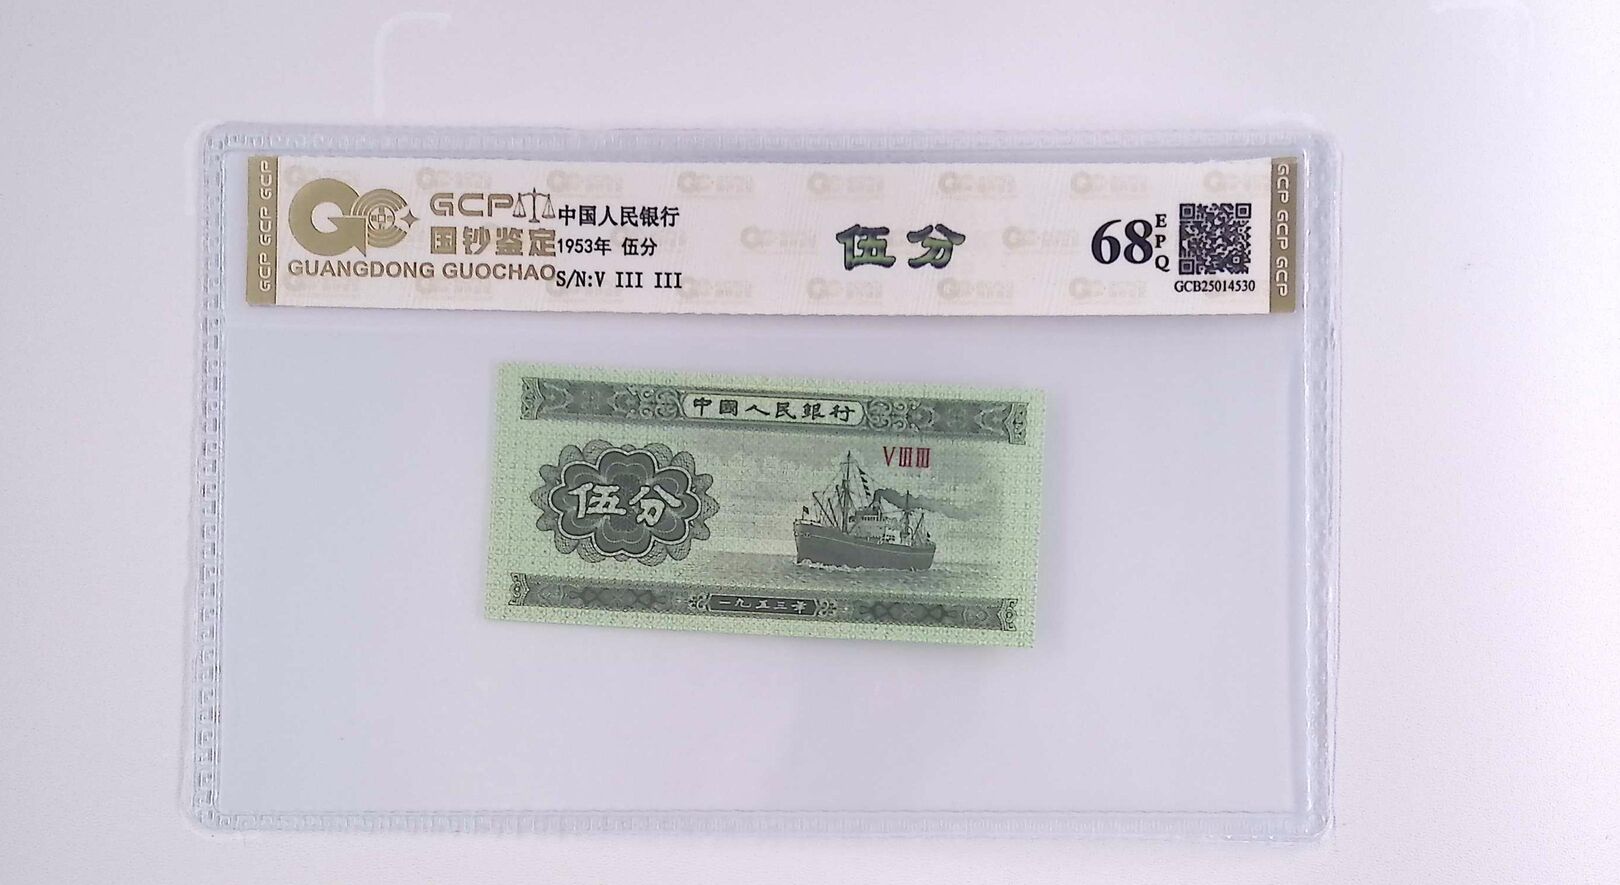 GCP GCP GCP
GCP
国钞鉴定
GUANGDONG GUOCHAO
中国人民银行
1953年 伍分
S/N:V III III
伍分
68 EPQ
GCB25014530
GCP GCP GCP
中國人民銀行
VIIIIII
伍分
一九五三年